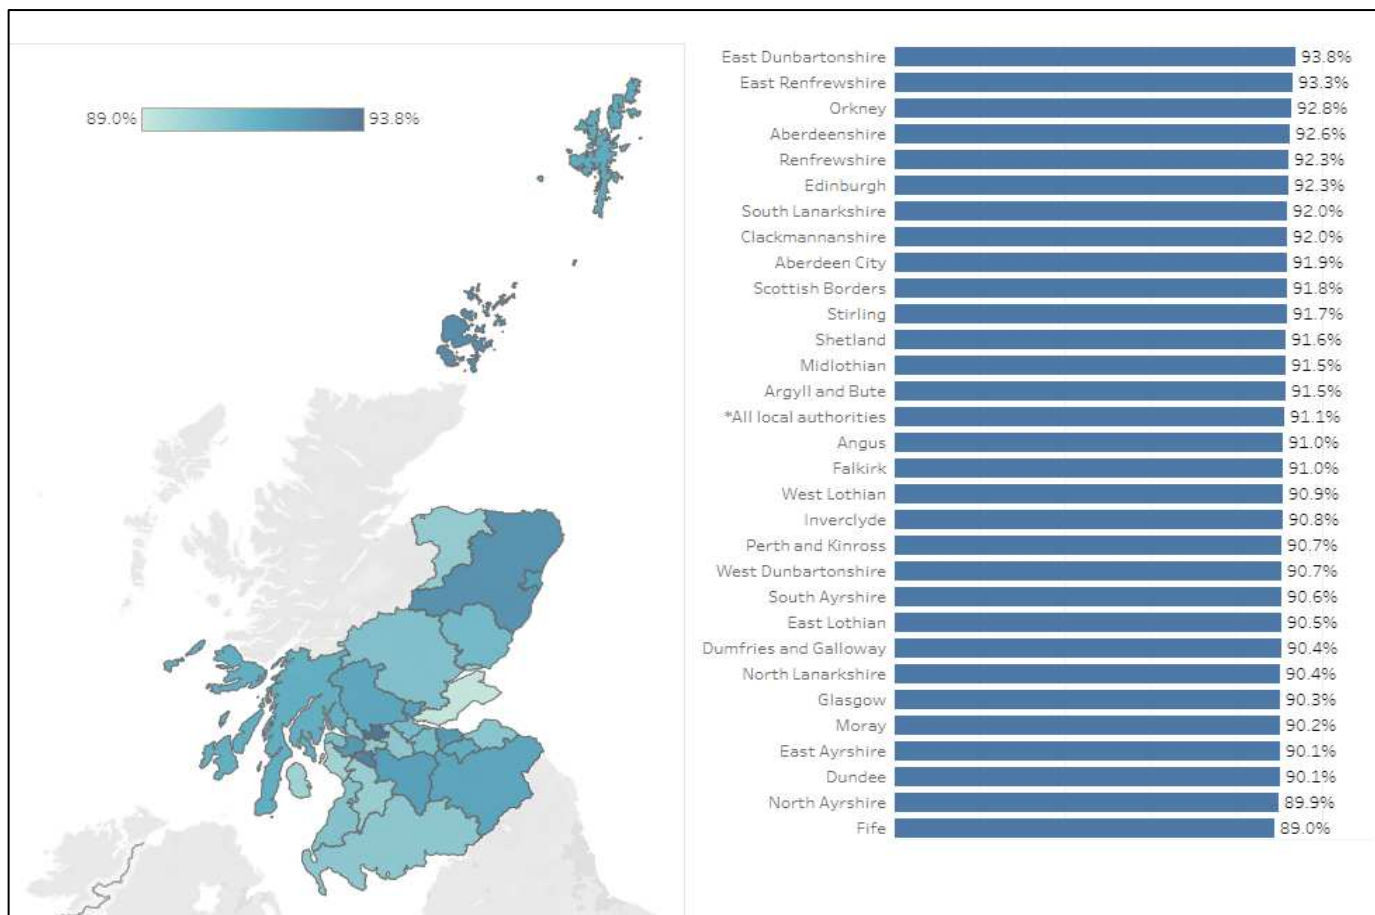 89.0% 93.8%
East Dunbartonshire 93.8%
East Renfrewshire 93.3%
Orkney 92.8%
Aberdeenshire 92.6%
Renfrewshire 92.3%
Edinburgh 92.3%
South Lanarkshire 92.0%
Clackmannanshire 92.0%
Aberdeen City 91.9%
Scottish Borders 91.8%
Stirling 91.7%
Shetland 91.6%
Midlothian 91.5%
Argyll and Bute 91.5%
*All local authorities 91.1%
Angus 91.0%
Falkirk 91.0%
West Lothian 90.9%
Inverclyde 90.8%
Perth and Kinross 90.7%
West Dunbartonshire 90.7%
South Ayrshire 90.6%
East Lothian 90.5%
Dumfries and Galloway 90.4%
North Lanarkshire 90.4%
Glasgow 90.3%
Moray 90.2%
East Ayrshire 90.1%
Dundee 90.1%
North Ayrshire 89.9%
Fife 89.0%